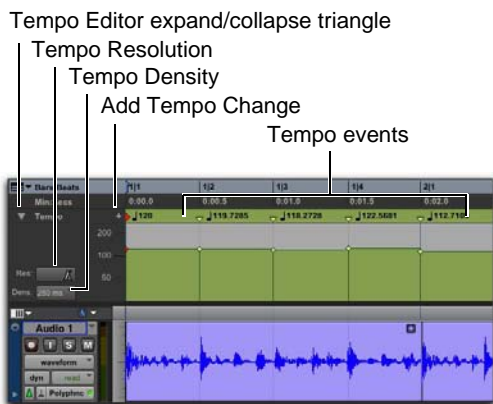 Tempo Editor expand/collapse triangle
Tempo Resolution
Tempo Density
Add Tempo Change
Tempo events
Bars:Beats 1|1 1|2 1|3 1|4 2|1
Min:Secs 0:00.0 0:00.5 0:01.0 0:01.5 0:02.0
Tempo + 120 119.7285 118.2728 122.5681 112.710
200
100
50
Res:
Dens: 250 ms
Audio 1
I S M
waveform
dyn read
Polyphnc